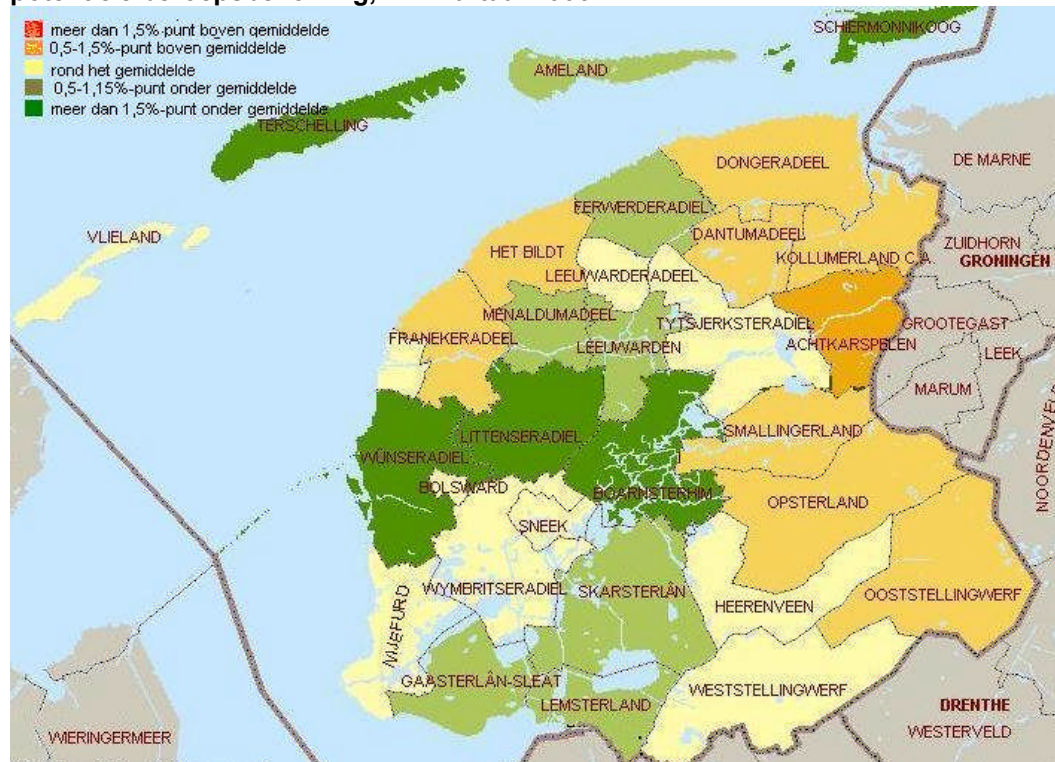 meer dan 1,5%-punt boven gemiddelde
0,5-1,5%-punt boven gemiddelde
rond het gemiddelde
0,5-1,15%-punt onder gemiddelde
meer dan 1,5%-punt onder gemiddelde
SCHIERMONNIKOOG
AMELAND
TERSCHELLING
DONGERADEEL
DE MARNE
FERWERDERADIEL
VLIELAND
DANTUMADEEL
HET BILDT
KOLLUMERLAND C.A.
ZUIDHORN
GRONINGEN
LEEUWARDERADEEL
MENALDUMADEEL
TYTSJERKSTERADIEL
GROOTEGAST
FRANEKERADEEL
LEEUWARDEN
ACHTKARSPELEN
LEEK
MARUM
LITTENSERADIEL
SMALLINGERLAND
WÛNSERADIEL
BOLSWARD
BOARNSTERHIM
OPSTERLAND
SNEEK
WYMBRITSERADIEL
SKARSTERLÂN
HEERENVEEN
OOSTSTELLINGWERF
NIJEFURD
GAASTERLÂN-SLEAT
LEMSTERLAND
WESTSTELLINGWERF
DRENTHE
WESTERVELD
WIERINGERMEER